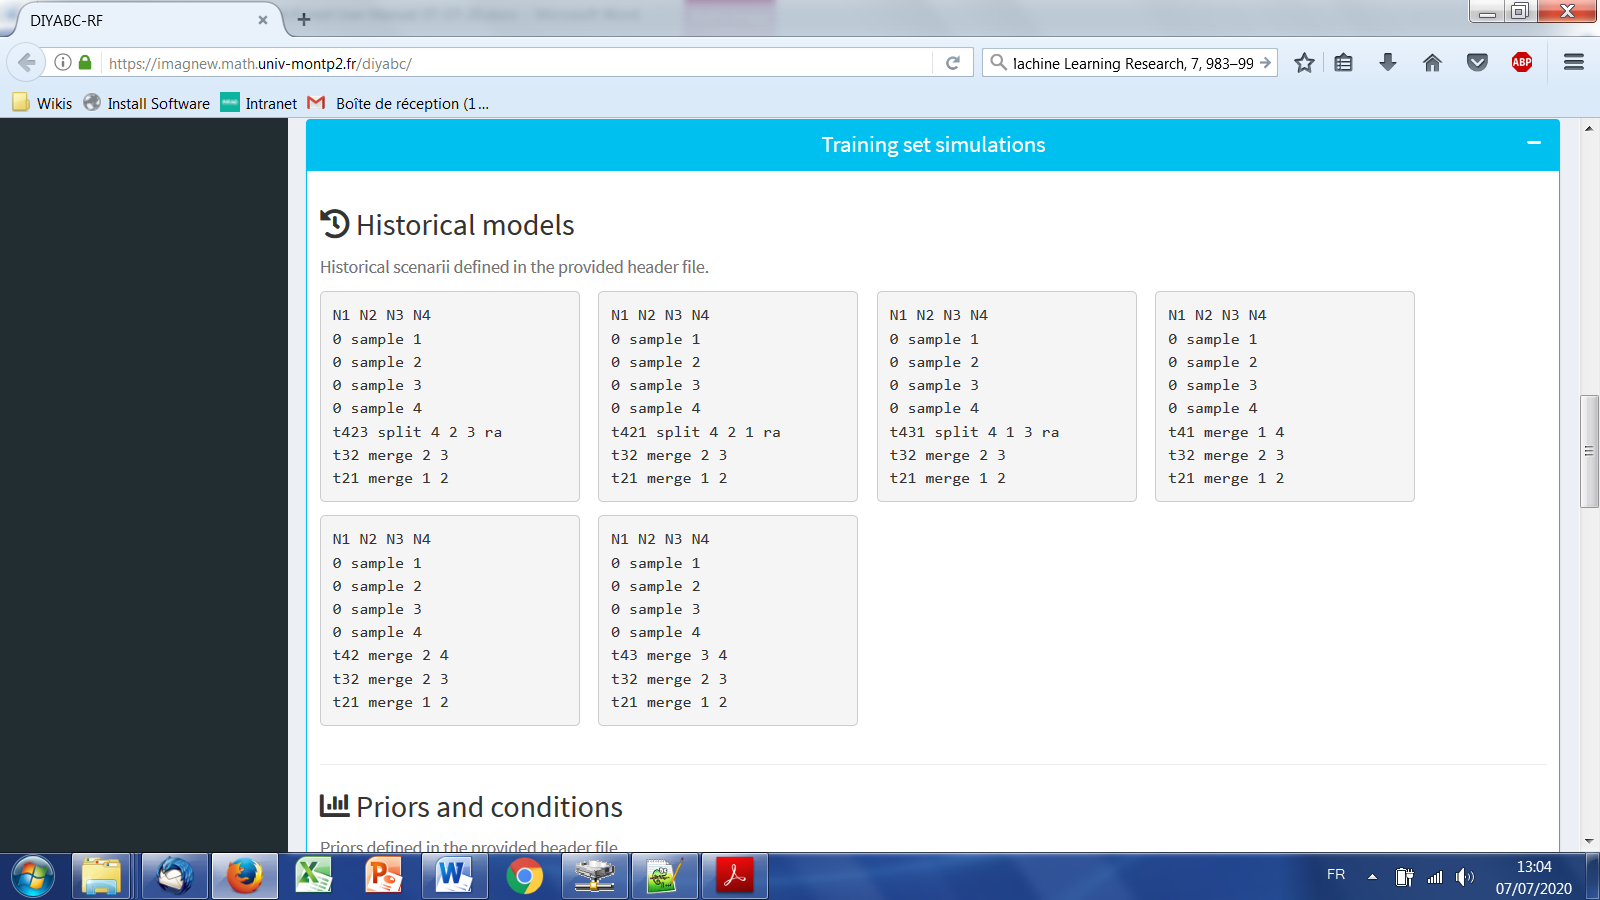 DIYABC-RF
https://imagnew.math.univ-montp2.fr/diyabc/
Machine Learning Research, 7, 983–99
ABP
Wikis
Install Software
Intranet
Boîte de réception (1 ...
Training set simulations
Historical models
Historical scenarii defined in the provided header file.
N1 N2 N3 N4
0 sample 1
0 sample 2
0 sample 3
0 sample 4
t423 split 4 2 3 ra
t32 merge 2 3
t21 merge 1 2
N1 N2 N3 N4
0 sample 1
0 sample 2
0 sample 3
0 sample 4
t421 split 4 2 1 ra
t32 merge 2 3
t21 merge 1 2
N1 N2 N3 N4
0 sample 1
0 sample 2
0 sample 3
0 sample 4
t431 split 4 1 3 ra
t32 merge 2 3
t21 merge 1 2
N1 N2 N3 N4
0 sample 1
0 sample 2
0 sample 3
0 sample 4
t41 merge 1 4
t32 merge 2 3
t21 merge 1 2
N1 N2 N3 N4
0 sample 1
0 sample 2
0 sample 3
0 sample 4
t42 merge 2 4
t32 merge 2 3
t21 merge 1 2
N1 N2 N3 N4
0 sample 1
0 sample 2
0 sample 3
0 sample 4
t43 merge 3 4
t32 merge 2 3
t21 merge 1 2
Priors and conditions
Priors defined in the provided header file
FR
13:04
07/07/2020